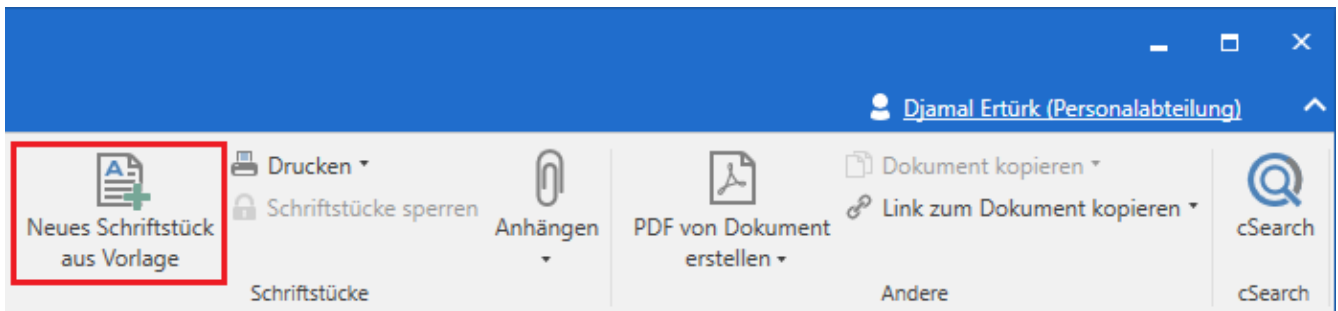 Djamal Ertürk (Personalabteilung)
Neues Schriftstück
aus Vorlage
Drucken
Schriftstücke sperren
Anhängen
Schriftstücke
PDF von Dokument
erstellen
Dokument kopieren
Link zum Dokument kopieren
Andere
cSearch
cSearch